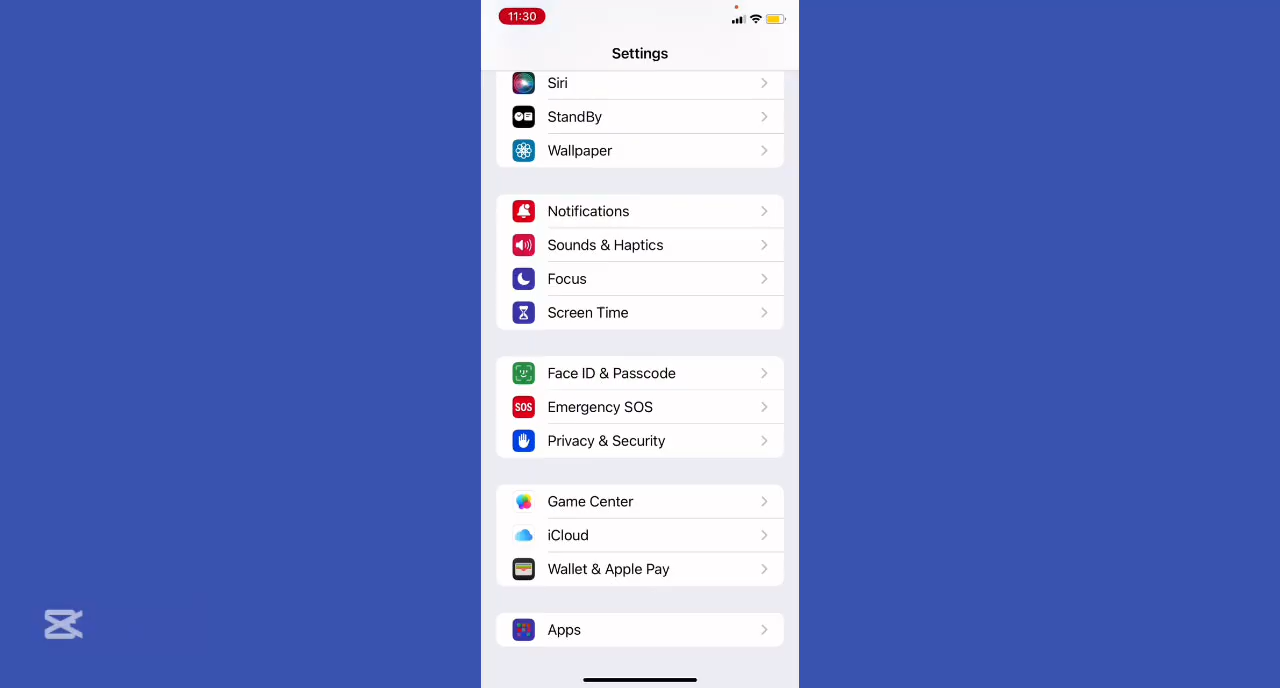 11:30
Settings
Siri
StandBy
Wallpaper
Notifications
Sounds & Haptics
Focus
Screen Time
Face ID & Passcode
SOS
Emergency SOS
Privacy & Security
Game Center
iCloud
Wallet & Apple Pay
Apps